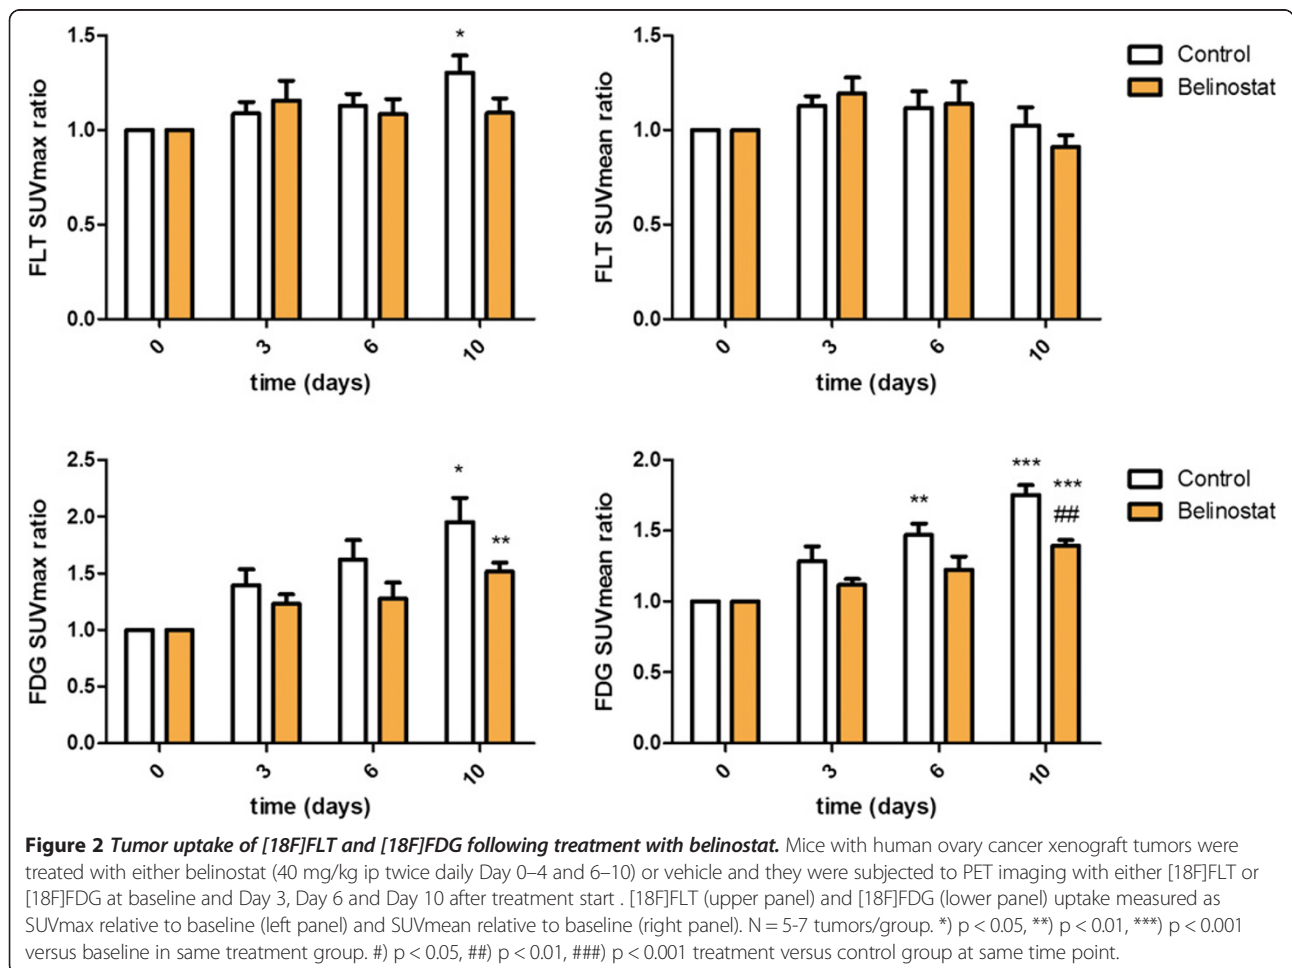 *
1.5
1.0
0.5
0.0
FLT SUVmax ratio
0
3
6
10
time (days)
1.5
1.0
0.5
0.0
FLT SUVmean ratio
0
3
6
10
time (days)
Control
Belinostat
2.5
2.0
1.5
1.0
0.5
0.0
FDG SUVmax ratio
*
**
0
3
6
10
time (days)
2.0
1.5
1.0
0.5
0.0
FDG SUVmean ratio
**
***
***
##
0
3
6
10
time (days)
Control
Belinostat
Figure 2 Tumor uptake of [18F]FLT and [18F]FDG following treatment with belinostat. Mice with human ovary cancer xenograft tumors were
treated with either belinostat (40 mg/kg ip twice daily Day 0–4 and 6–10) or vehicle and they were subjected to PET imaging with either [18F]FLT or
[18F]FDG at baseline and Day 3, Day 6 and Day 10 after treatment start . [18F]FLT (upper panel) and [18F]FDG (lower panel) uptake measured as
SUVmax relative to baseline (left panel) and SUVmean relative to baseline (right panel). N = 5-7 tumors/group. *) p < 0.05, **) p < 0.01, ***) p < 0.001
versus baseline in same treatment group. #) p < 0.05, ##) p < 0.01, ###) p < 0.001 treatment versus control group at same time point.